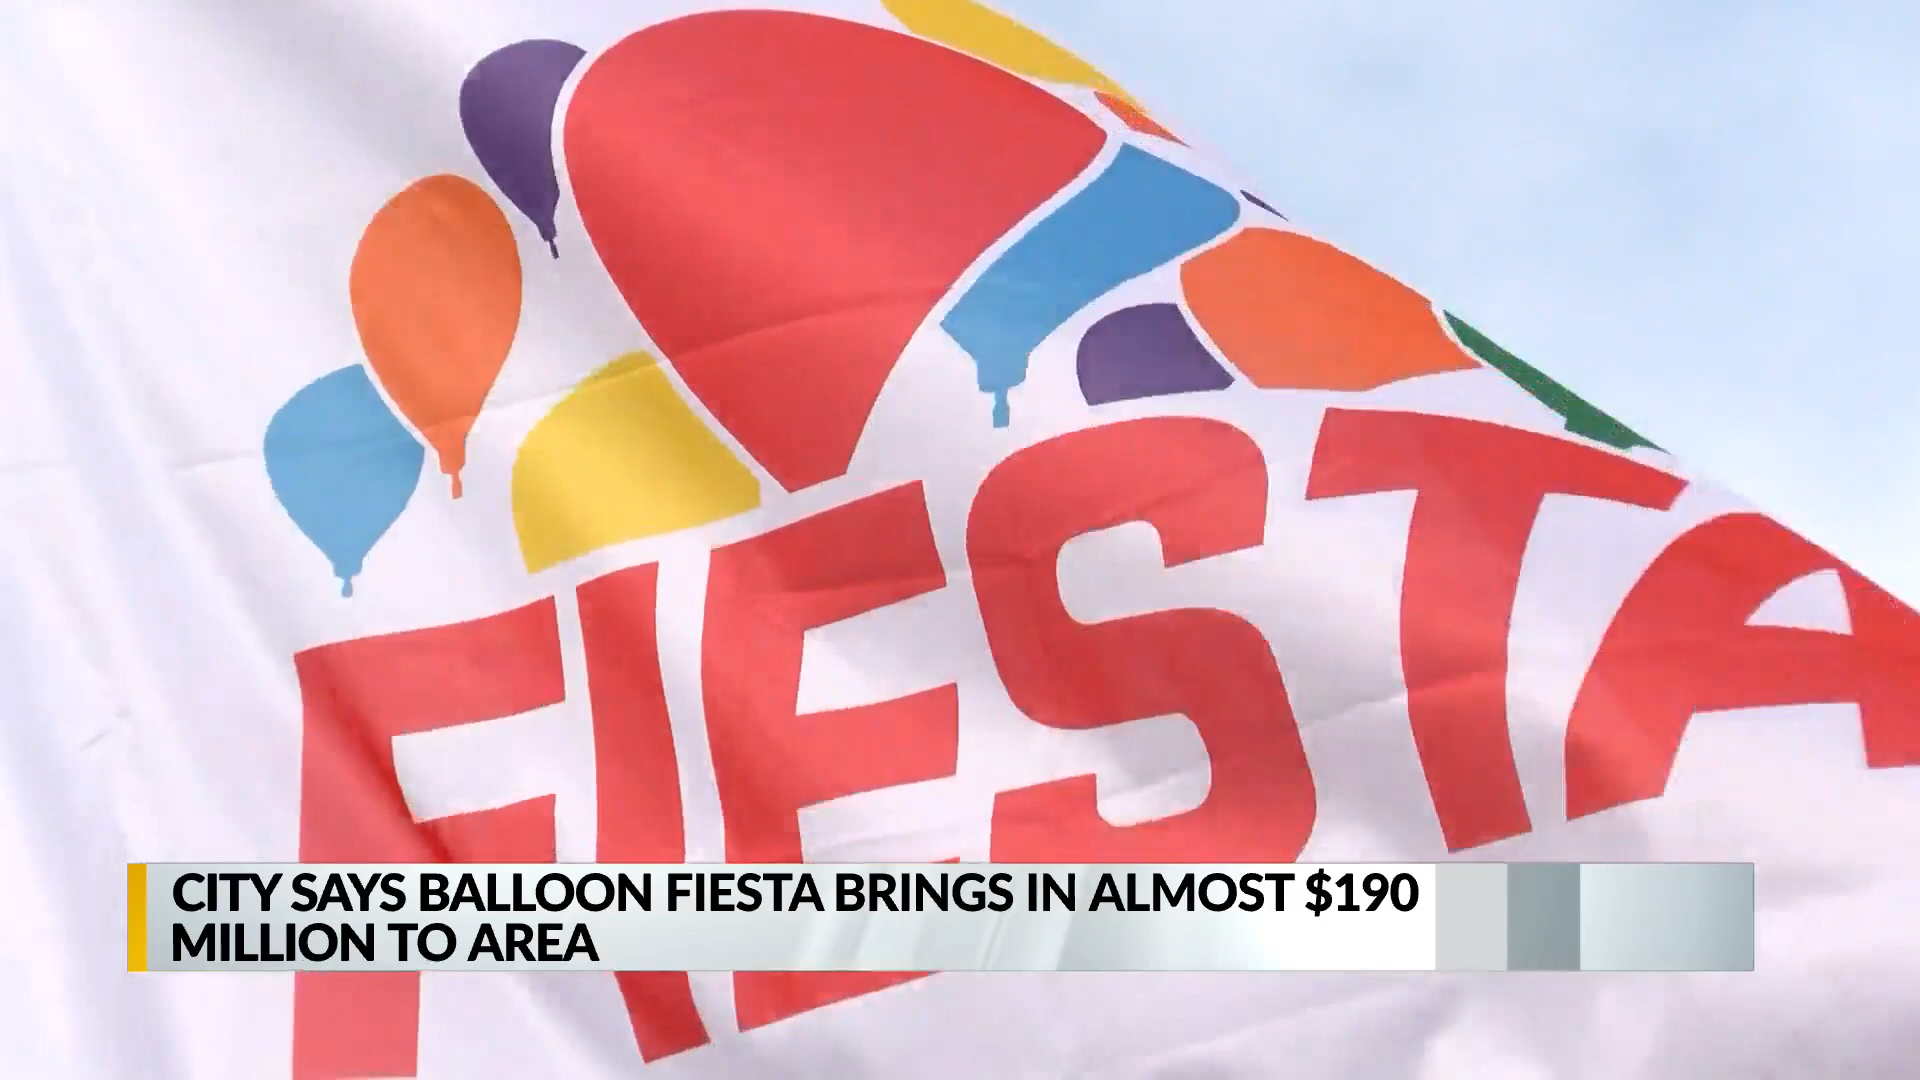 FIESTA
CITY SAYS BALLOON FIESTA BRINGS IN ALMOST $190
MILLION TO AREA